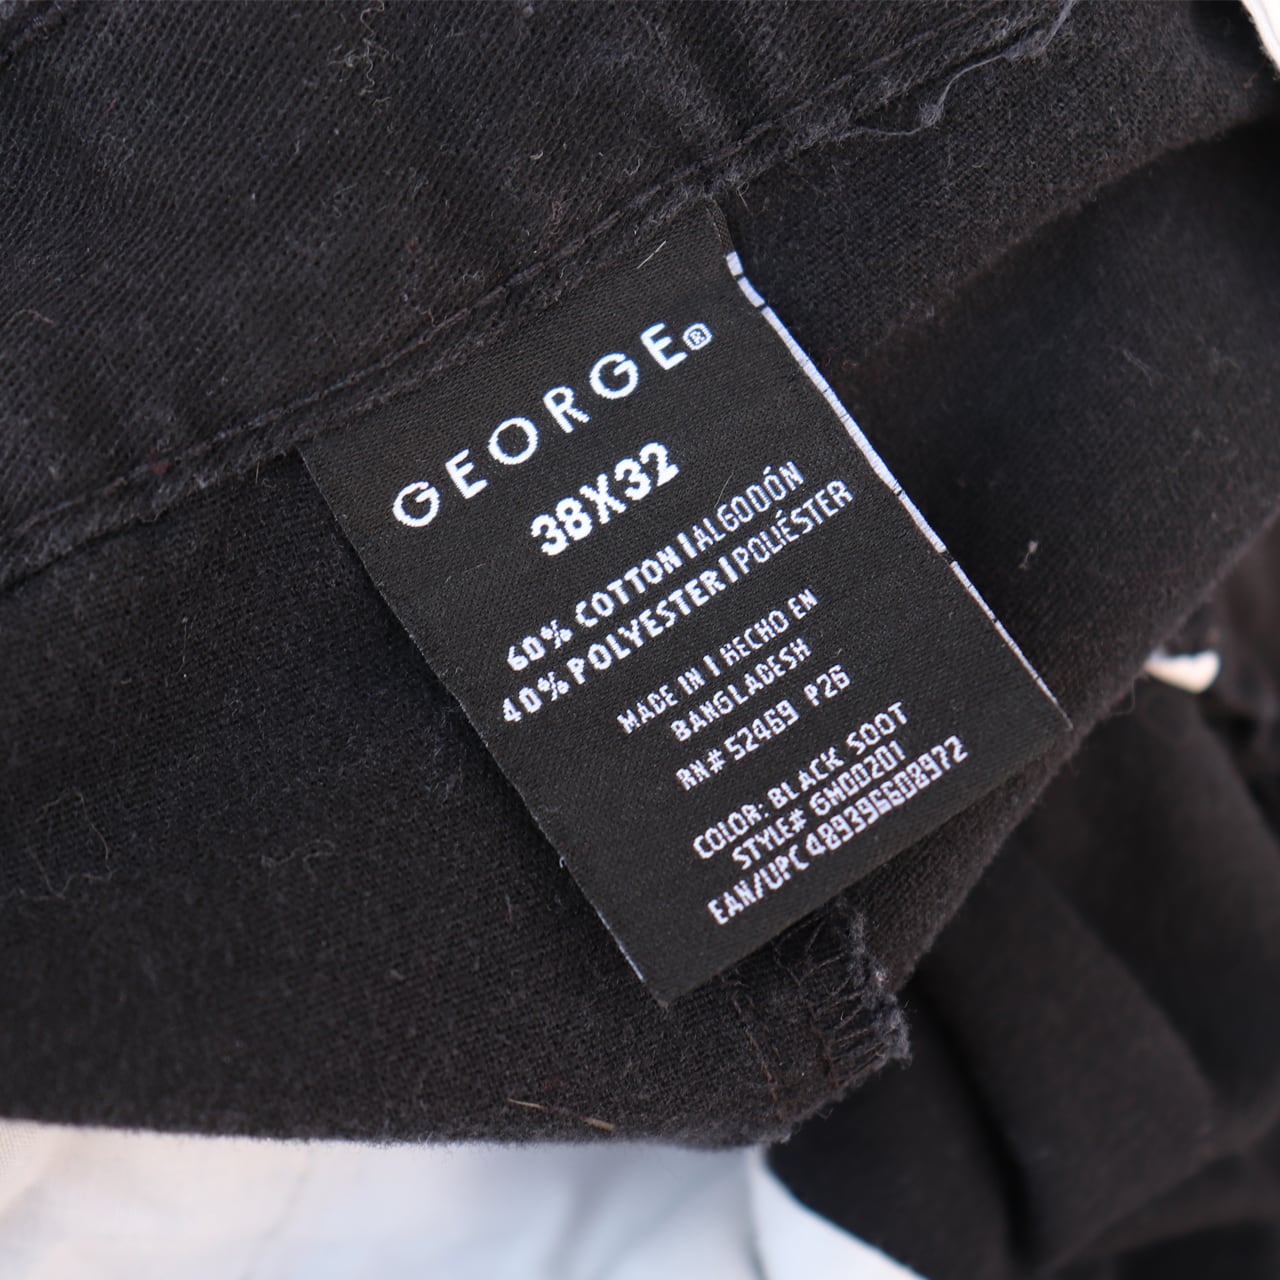 GEORGE®
38X32
60% COTTON | ALGODÓN
40% POLYESTER | POLIÉSTER
MADE IN | HECHO EN
BANGLADESH
RN# 52469 P26
COLOR: BLACK SOOT
STYLE# GM00201
EAN/UPC 489396608972